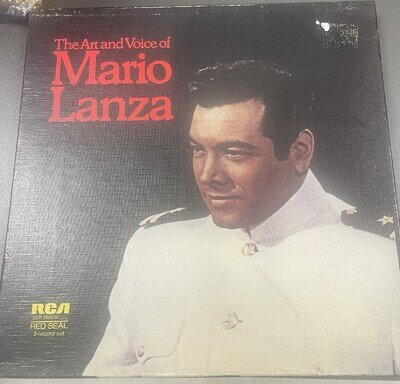 The Art and Voice of
Mario
Lanza
RCA
RED SEAL
3-record set